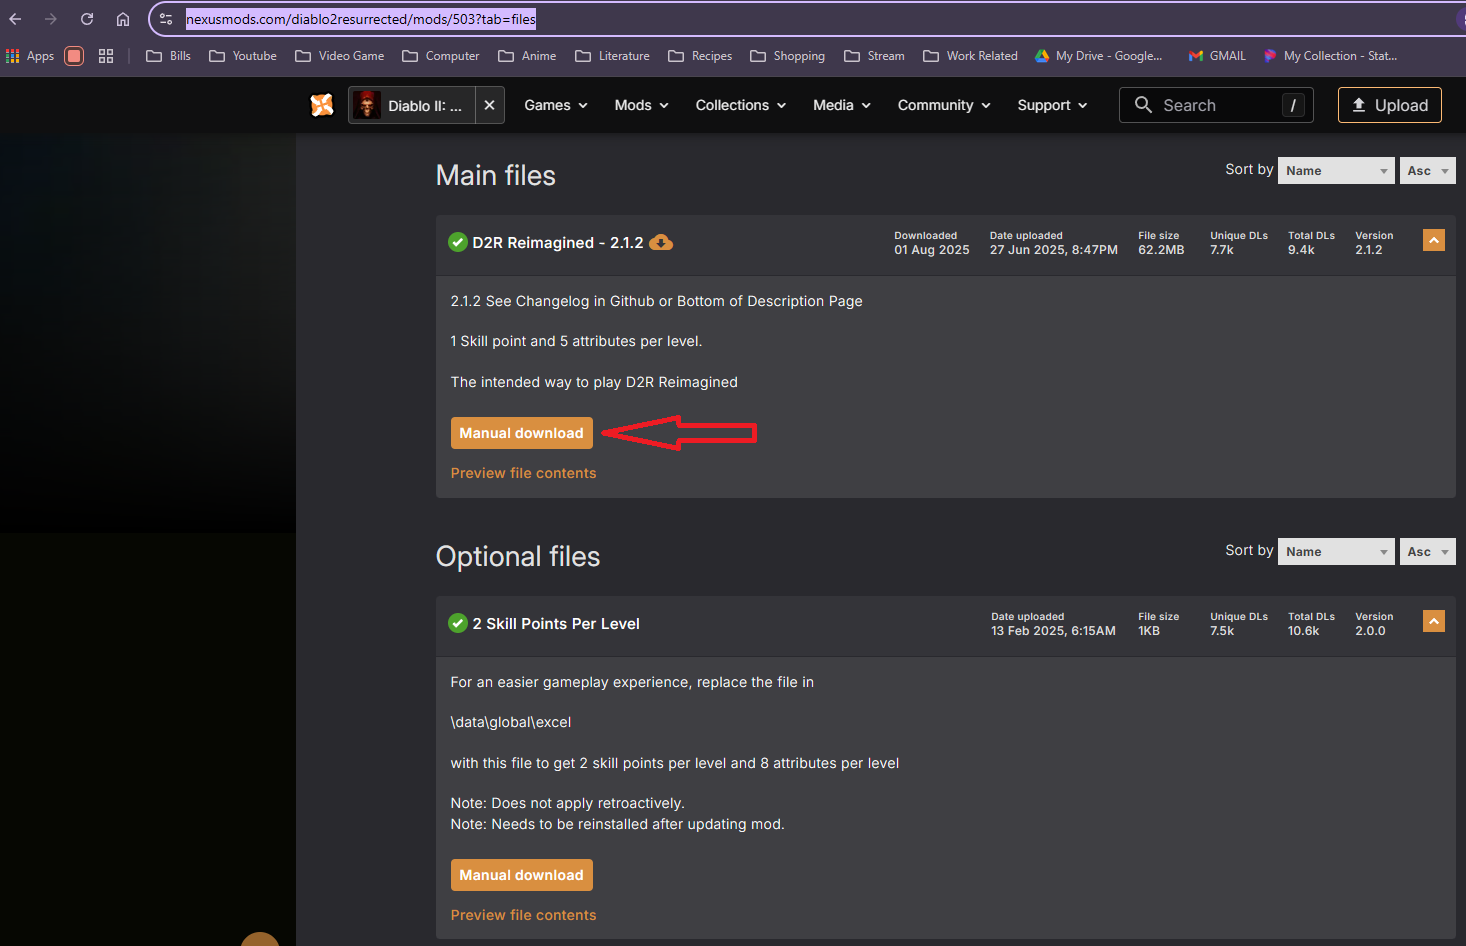 nexusmods.com/diablo2resurrected/mods/503?tab=files
Apps Bills Youtube Video Game Computer Anime Literature Recipes Shopping Stream Work Related My Drive - Google... GMAIL My Collection - Stat...
Diablo II: ... Games Mods Collections Media Community Support Search / Upload
Main files
Sort by Name Asc
D2R Reimagined - 2.1.2
Downloaded Date uploaded File size Unique DLs Total DLs Version
01 Aug 2025 27 Jun 2025, 8:47PM 62.2MB 7.7k 9.4k 2.1.2
2.1.2 See Changelog in Github or Bottom of Description Page
1 Skill point and 5 attributes per level.
The intended way to play D2R Reimagined
Manual download
Preview file contents
Optional files
Sort by Name Asc
2 Skill Points Per Level
Date uploaded File size Unique DLs Total DLs Version
13 Feb 2025, 6:15AM 1KB 7.5k 10.6k 2.0.0
For an easier gameplay experience, replace the file in
\data\global\excel
with this file to get 2 skill points per level and 8 attributes per level
Note: Does not apply retroactively.
Note: Needs to be reinstalled after updating mod.
Manual download
Preview file contents